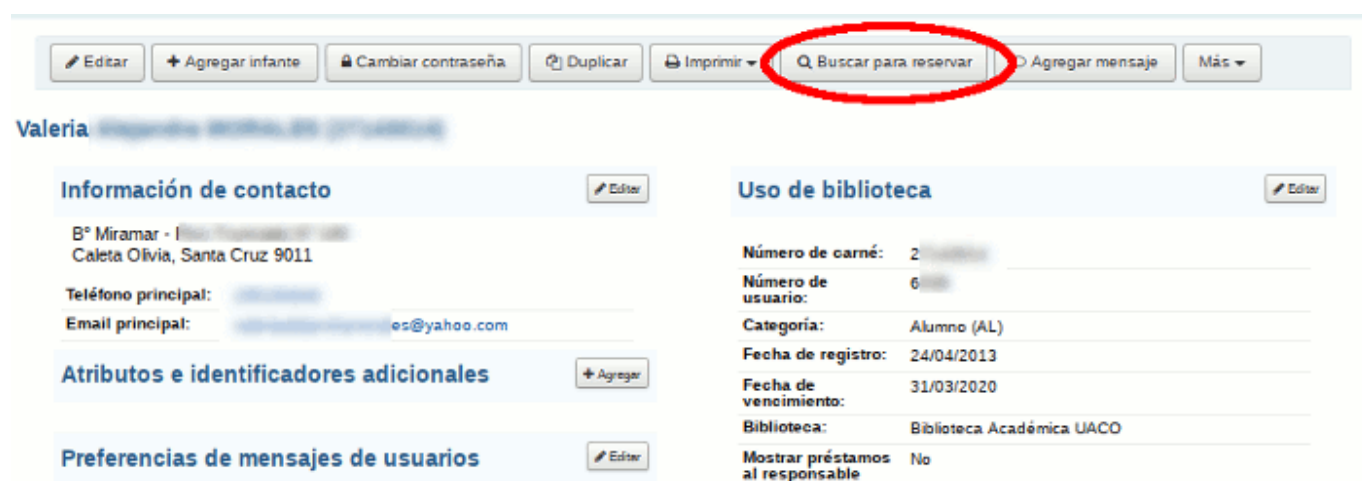 Editar Agregar infante Cambiar contraseña Duplicar Imprimir Buscar para reservar Agregar mensaje Más
Valeria
Información de contacto Editar
B° Miramar -
Caleta Olivia, Santa Cruz 9011
Teléfono principal:
Email principal: es@yahoo.com
Atributos e identificadores adicionales + Agregar
Preferencias de mensajes de usuarios Editar
Uso de biblioteca Editar
Número de carné: 2
Número de
usuario: 6
Categoría: Alumno (AL)
Fecha de registro: 24/04/2013
Fecha de
vencimiento: 31/03/2020
Biblioteca: Biblioteca Académica UACO
Mostrar préstamos
al responsable No